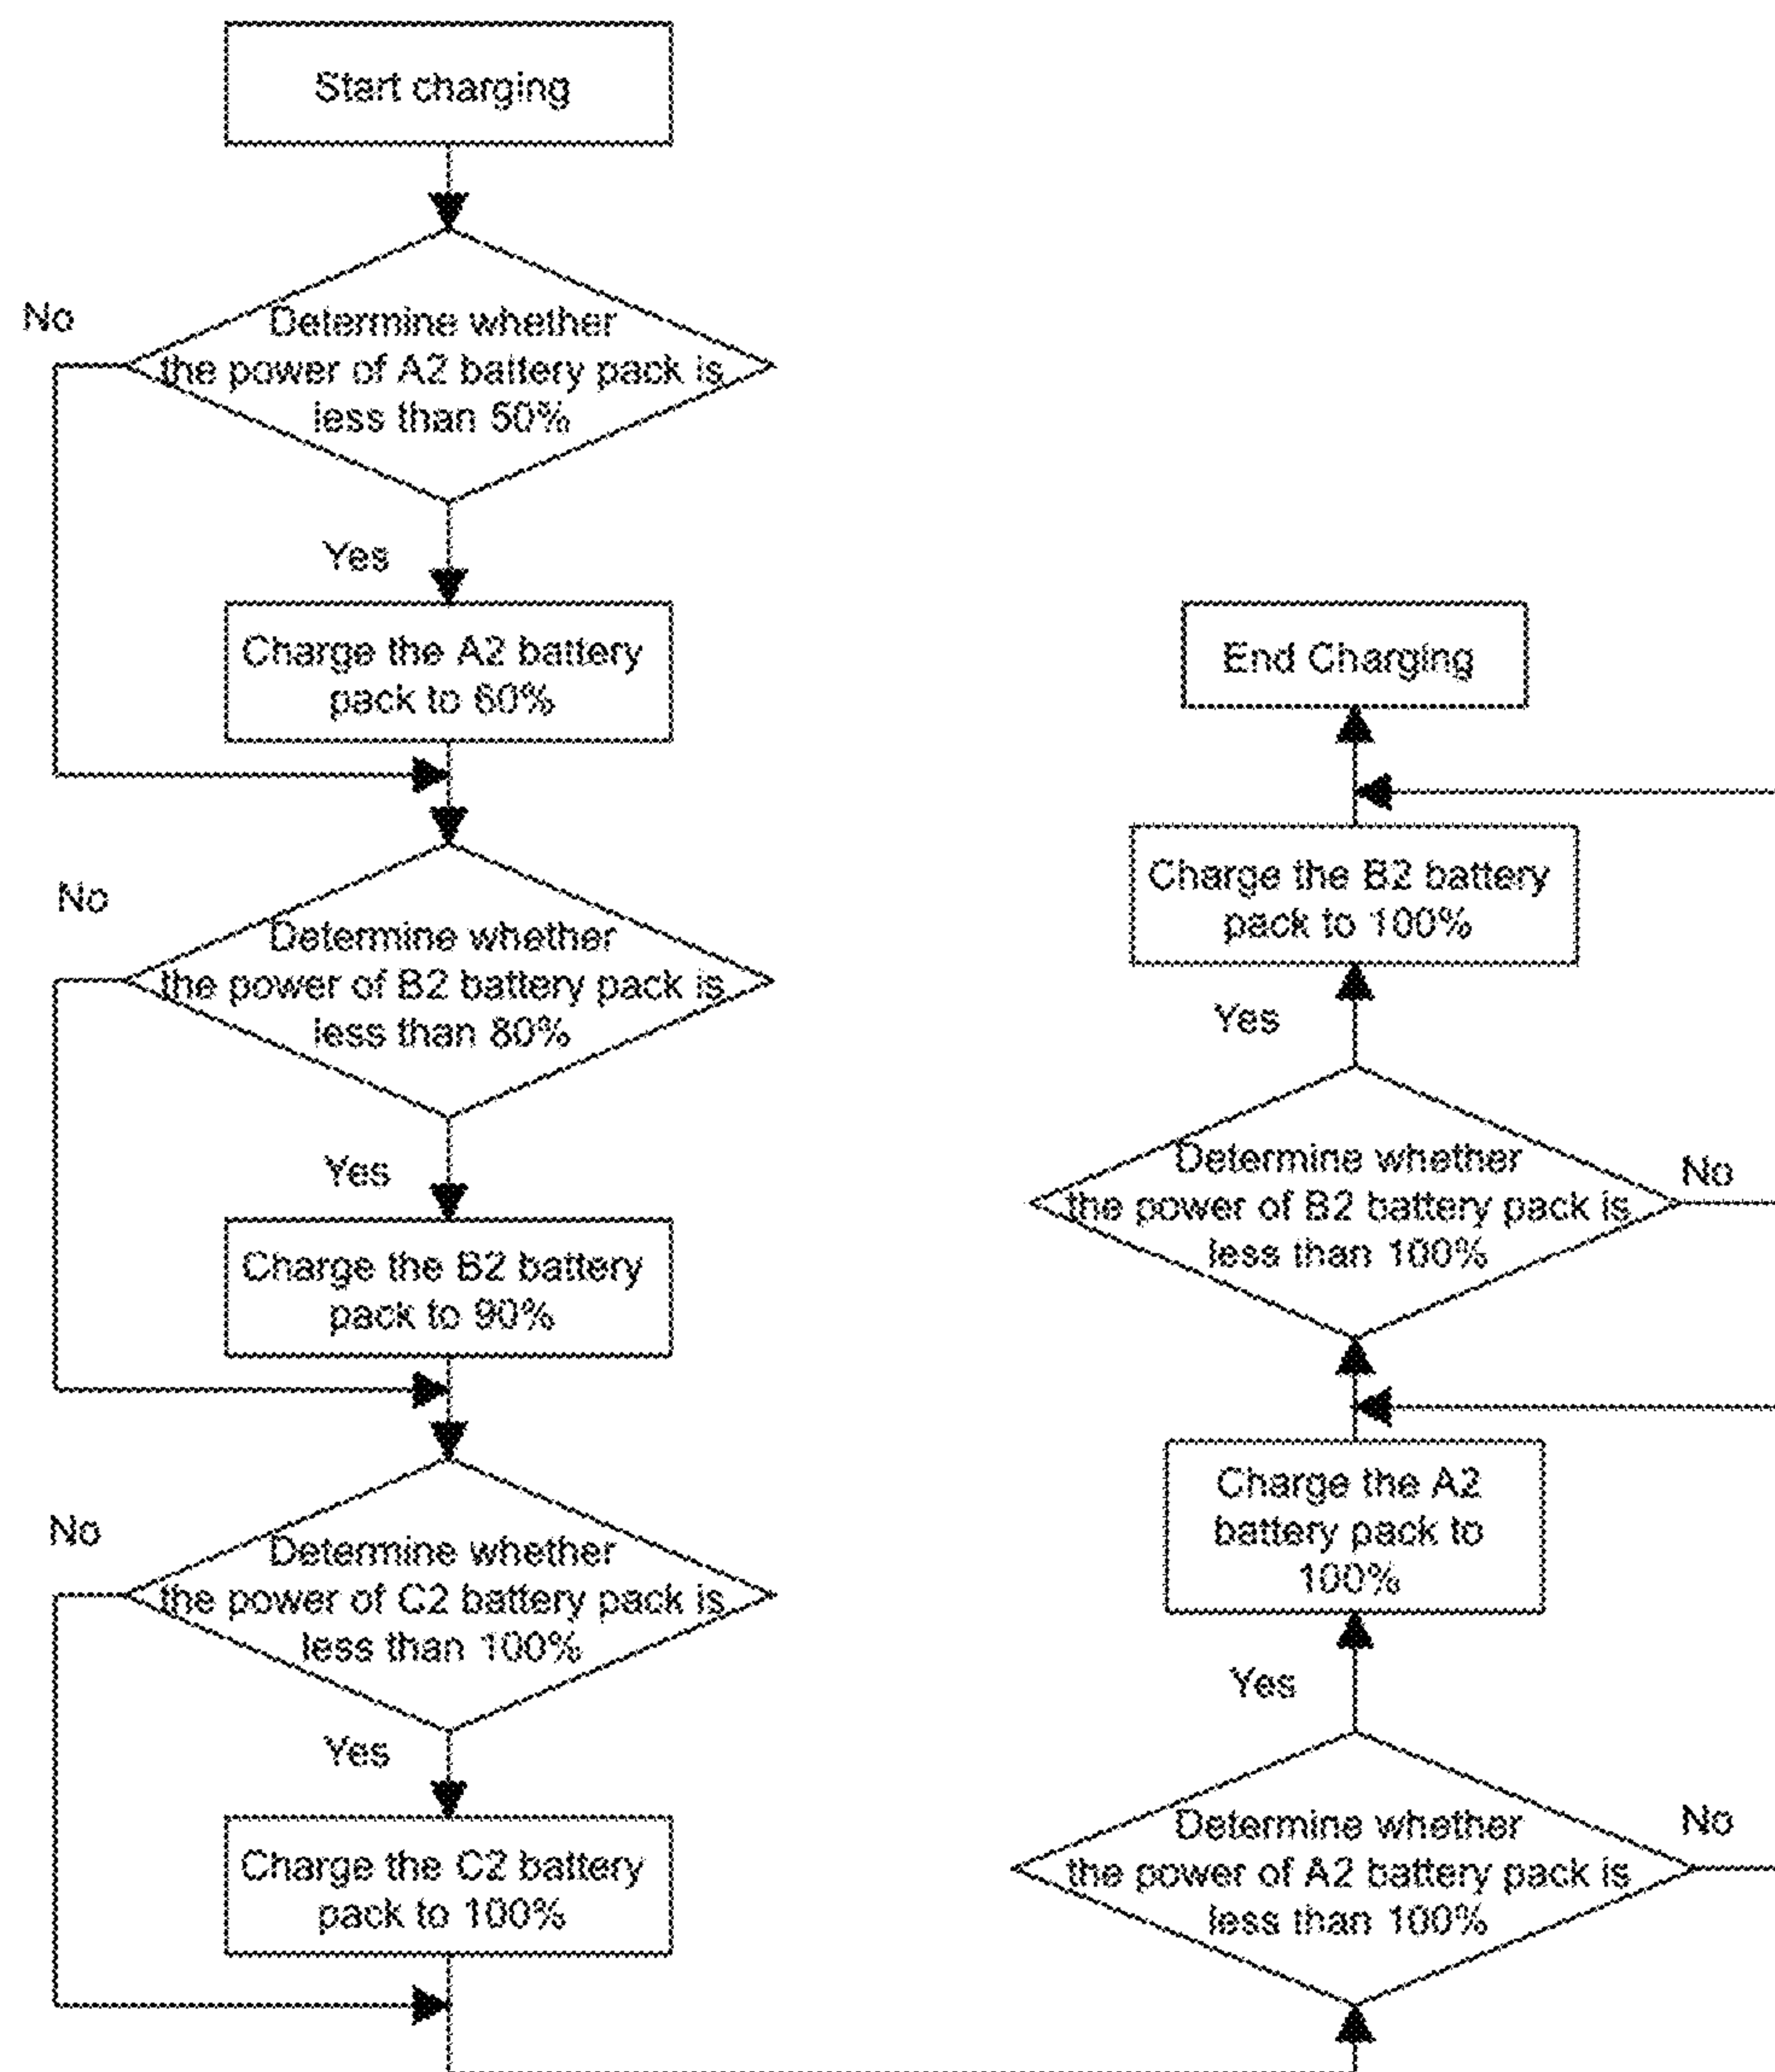 Start charging
No
Determine whether
the power of A2 battery pack is
less than 50%
Yes
Charge the A2 battery
pack to 60%
No
Determine whether
the power of B2 battery pack is
less than 80%
Yes
Charge the B2 battery
pack to 90%
No
Determine whether
the power of C2 battery pack is
less than 100%
Yes
Charge the C2 battery
pack to 100%
End Charging
Charge the B2 battery
pack to 100%
Yes
Determine whether
the power of B2 battery pack is
less than 100%
No
Charge the A2
battery pack to
100%
Yes
Determine whether
the power of A2 battery pack is
less than 100%
No